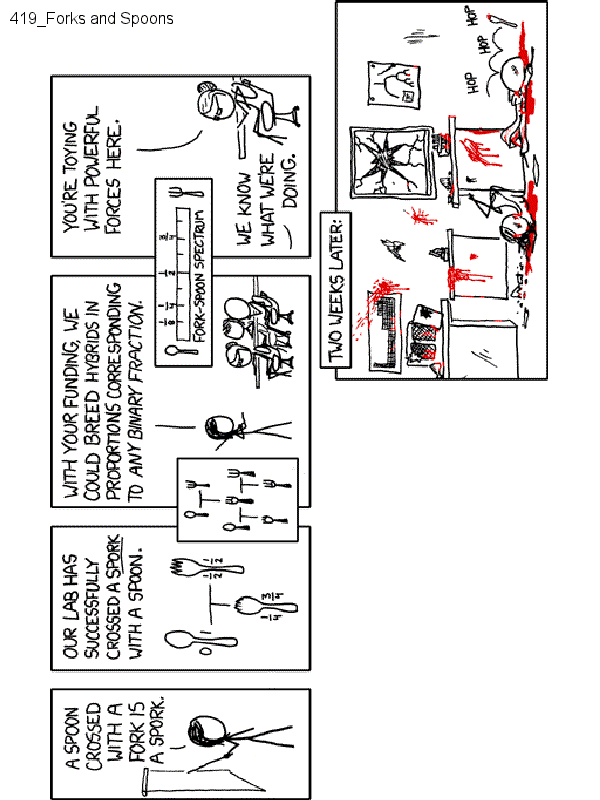 419_Forks and Spoons
A SPOON
CROSSED
WITH A
FORK IS
A SPORK.
OUR LAB HAS
SUCCESSFULLY
CROSSED A SPORK
WITH A SPOON.
0 1
1/2 1/2
1/4 3/4
WITH YOUR FUNDING, WE
COULD BREED HYBRIDS IN
PROPORTIONS CORRESPONDING
TO ANY BINARY FRACTION.
FORK-SPOON SPECTRUM
YOU'RE TOYING
WITH POWERFUL
FORCES HERE.
WE KNOW
WHAT WE'RE
DOING.
TWO WEEKS LATER:
HOP
HOP
HOP